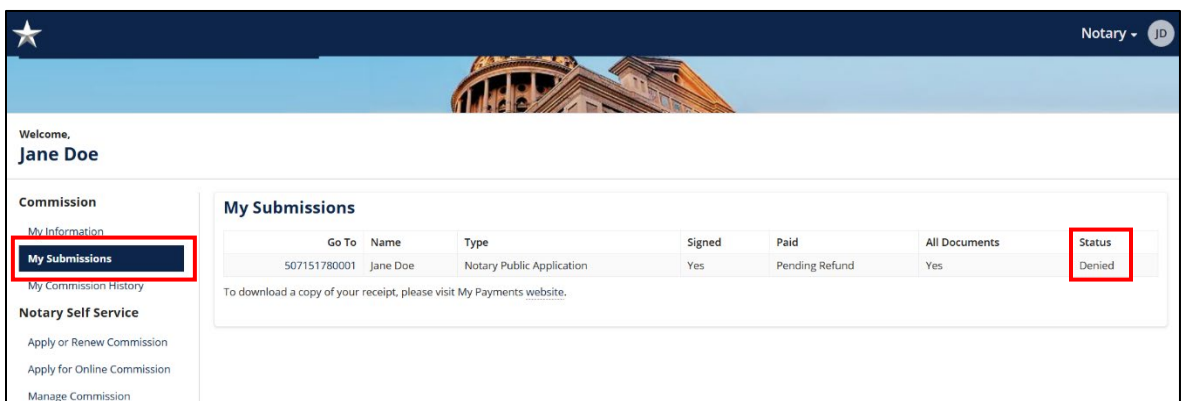 Notary
JD
Welcome,
Jane Doe
Commission
My Information
My Submissions
My Commission History
Notary Self Service
Apply or Renew Commission
Apply for Online Commission
Manage Commission
My Submissions
Go To Name Type Signed Paid All Documents Status
507151780001 Jane Doe Notary Public Application Yes Pending Refund Yes Denied
To download a copy of your receipt, please visit My Payments website.